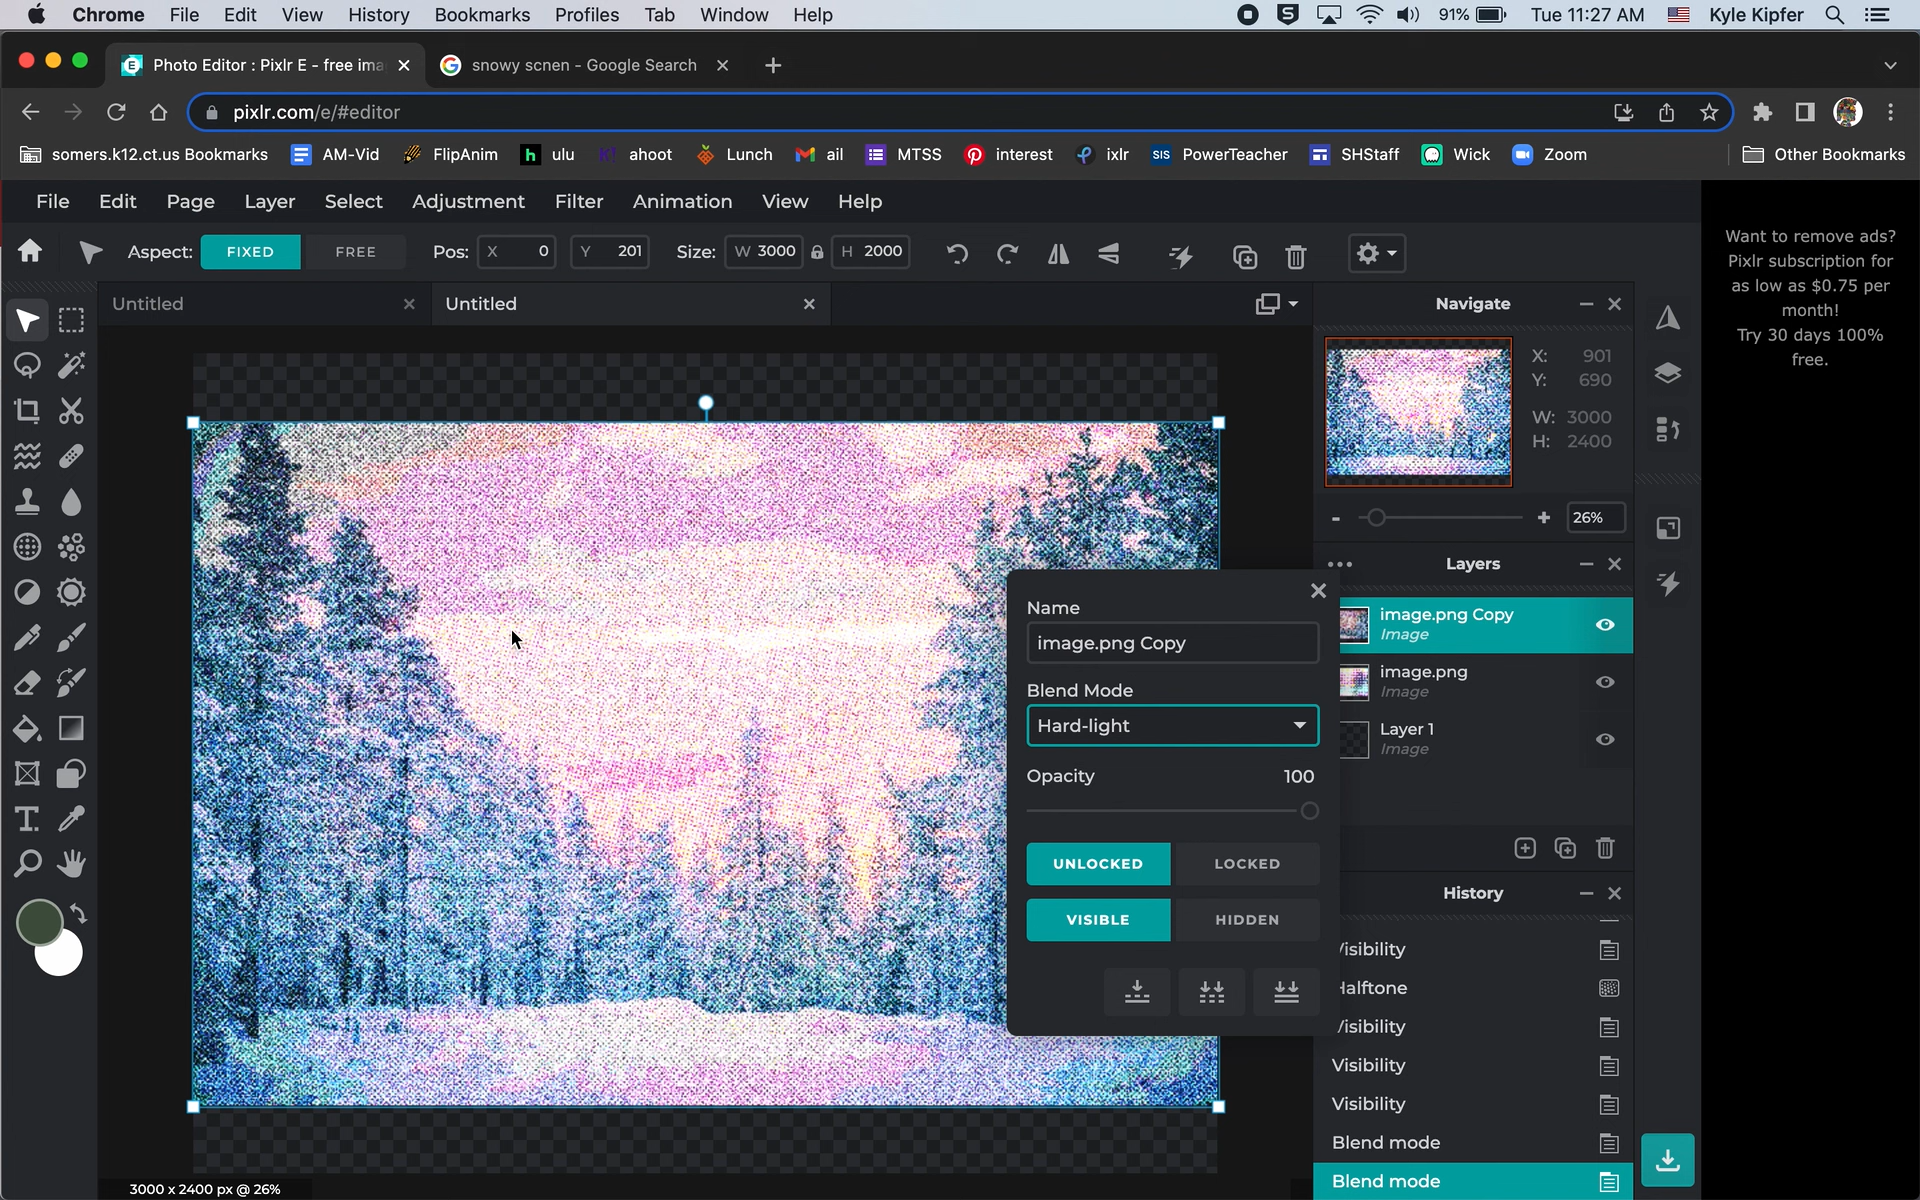 Chrome File Edit View History Bookmarks Profiles Tab Window Help 91% Tue 11:27 AM Kyle Kipfer
Photo Editor : Pixlr E - free ima
snowy scnen - Google Search
pixlr.com/e/#editor
somers.k12.ct.us Bookmarks AM-Vid FlipAnim ulu ahoot Lunch ail MTSS interest ixlr SIS PowerTeacher SHStaff Wick Zoom Other Bookmarks
File Edit Page Layer Select Adjustment Filter Animation View Help
Aspect: FIXED FREE Pos: X 0 Y 201 Size: W 3000 H 2000
Untitled
Untitled
Navigate
X: 901
Y: 690
W: 3000
H: 2400
- + 26%
Layers
image.png Copy
Image
image.png
Image
Layer 1
Image
Name
image.png Copy
Blend Mode
Hard-light
Opacity 100
UNLOCKED LOCKED
VISIBLE HIDDEN
History
Visibility
Halftone
Visibility
Visibility
Visibility
Blend mode
Blend mode
Want to remove ads?
Pixlr subscription for
as low as $0.75 per
month!
Try 30 days 100%
free.
3000 x 2400 px @ 26%